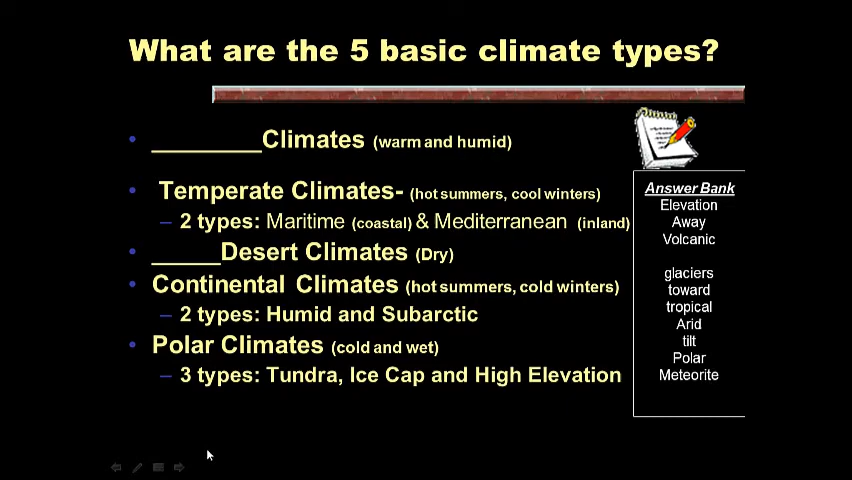 What are the 5 basic climate types?
• ________Climates (warm and humid)
• Temperate Climates- (hot summers, cool winters)
– 2 types: Maritime (coastal) & Mediterranean (inland)
• _____Desert Climates (Dry)
• Continental Climates (hot summers, cold winters)
– 2 types: Humid and Subarctic
• Polar Climates (cold and wet)
– 3 types: Tundra, Ice Cap and High Elevation
Answer Bank
Elevation
Away
Volcanic
glaciers
toward
tropical
Arid
tilt
Polar
Meteorite